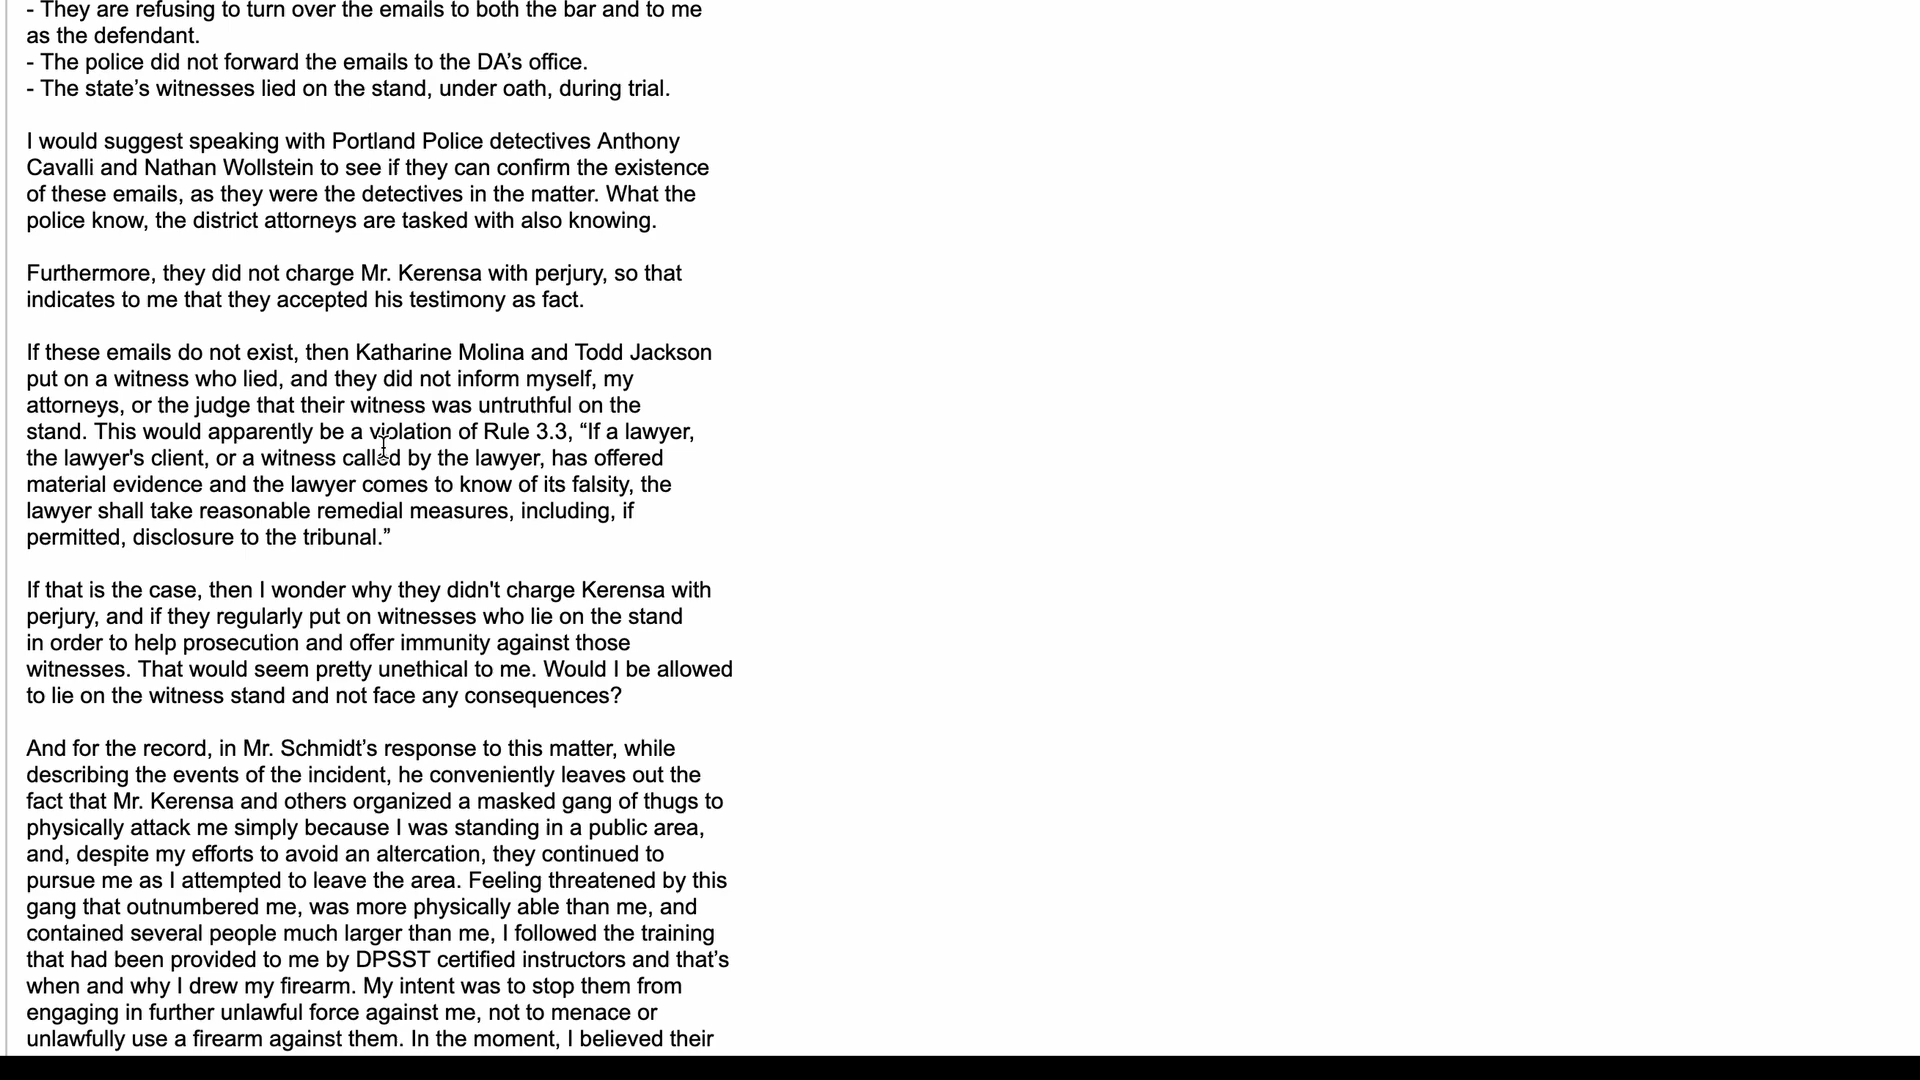 - They are refusing to turn over the emails to both the bar and to me
as the defendant.
- The police did not forward the emails to the DA’s office.
- The state’s witnesses lied on the stand, under oath, during trial.
I would suggest speaking with Portland Police detectives Anthony
Cavalli and Nathan Wollstein to see if they can confirm the existence
of these emails, as they were the detectives in the matter. What the
police know, the district attorneys are tasked with also knowing.
Furthermore, they did not charge Mr. Kerensa with perjury, so that
indicates to me that they accepted his testimony as fact.
If these emails do not exist, then Katharine Molina and Todd Jackson
put on a witness who lied, and they did not inform myself, my
attorneys, or the judge that their witness was untruthful on the
stand. This would apparently be a violation of Rule 3.3, “If a lawyer,
the lawyer's client, or a witness called by the lawyer, has offered
material evidence and the lawyer comes to know of its falsity, the
lawyer shall take reasonable remedial measures, including, if
permitted, disclosure to the tribunal.”
If that is the case, then I wonder why they didn't charge Kerensa with
perjury, and if they regularly put on witnesses who lie on the stand
in order to help prosecution and offer immunity against those
witnesses. That would seem pretty unethical to me. Would I be allowed
to lie on the witness stand and not face any consequences?
And for the record, in Mr. Schmidt’s response to this matter, while
describing the events of the incident, he conveniently leaves out the
fact that Mr. Kerensa and others organized a masked gang of thugs to
physically attack me simply because I was standing in a public area,
and, despite my efforts to avoid an altercation, they continued to
pursue me as I attempted to leave the area. Feeling threatened by this
gang that outnumbered me, was more physically able than me, and
contained several people much larger than me, I followed the training
that had been provided to me by DPSST certified instructors and that’s
when and why I drew my firearm. My intent was to stop them from
engaging in further unlawful force against me, not to menace or
unlawfully use a firearm against them. In the moment, I believed their